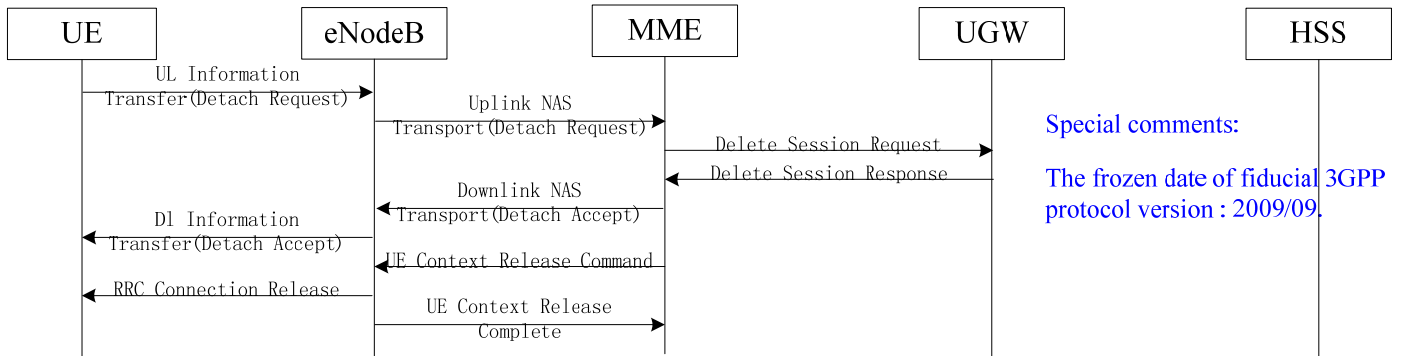 UE
eNodeB
MME
UGW
HSS
UL Information
Transfer(Detach Request)
Uplink NAS
Transport(Detach Request)
Delete Session Request
Delete Session Response
Downlink NAS
Transport(Detach Accept)
Dl Information
Transfer(Detach Accept)
UE Context Release Command
RRC Connection Release
UE Context Release
Complete
Special comments:
The frozen date of fiducial 3GPP
protocol version : 2009/09.